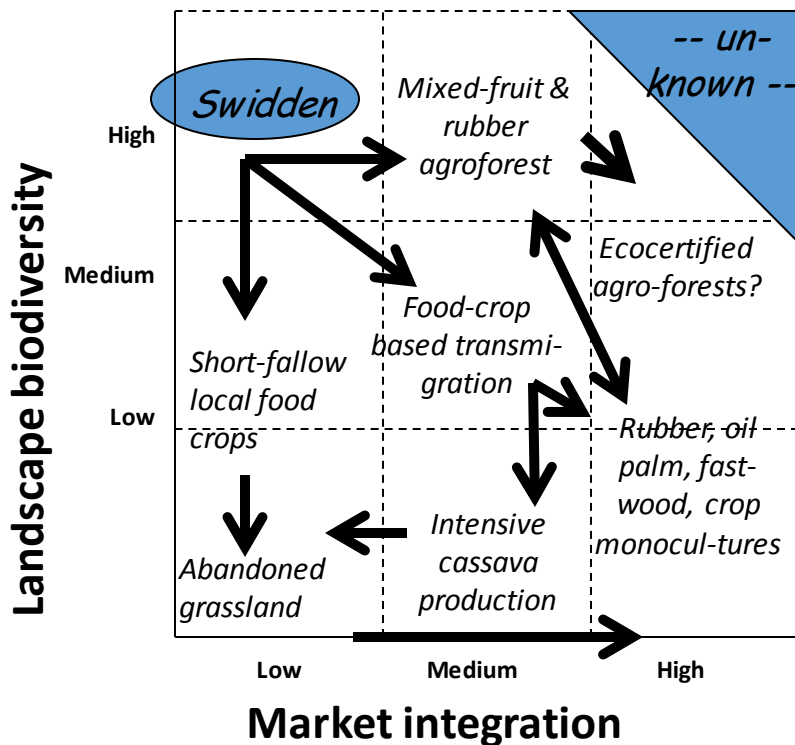 -- un-
known --
Swidden
Mixed-fruit &
rubber
agroforest
High
Landscape biodiversity
Medium
Ecocertified
agro-forests?
Food-crop
based transmi-
gration
Short-fallow
local food
crops
Low
Rubber, oil
palm, fast-
wood, crop
monocul-tures
Intensive
cassava
production
Abandoned
grassland
Low
Medium
High
Market integration